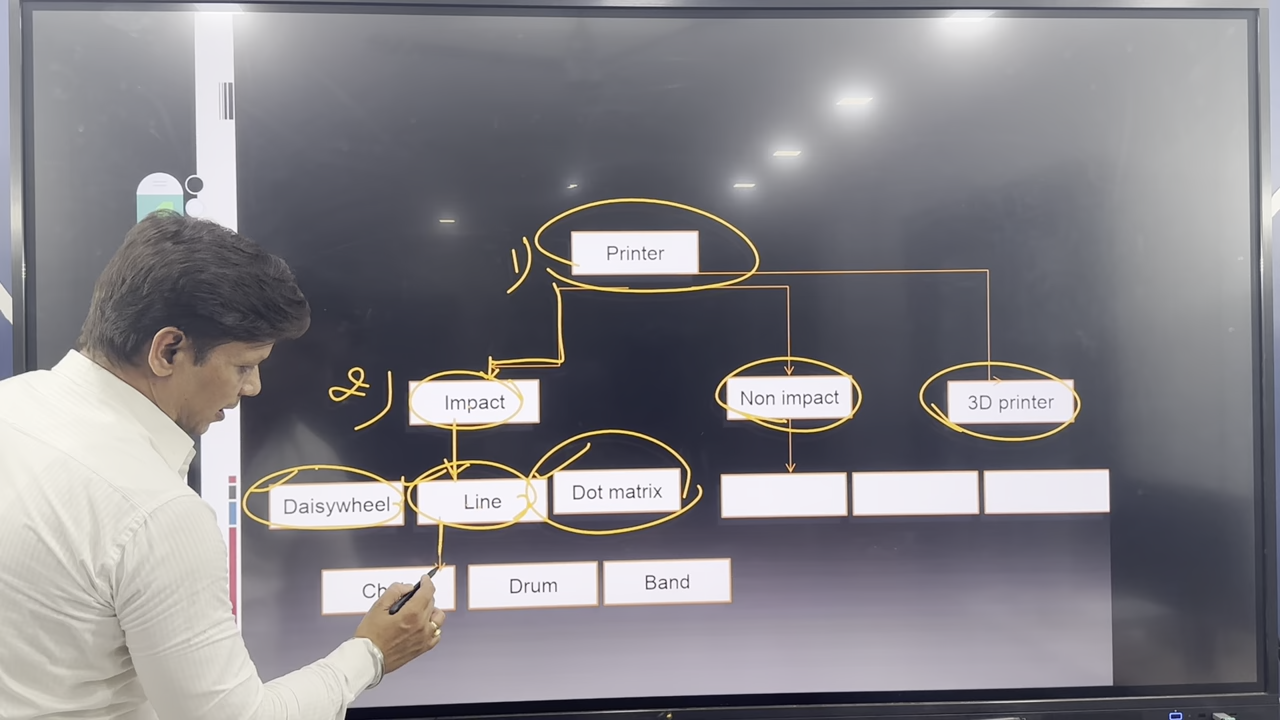 1) Printer
2) Impact Non impact 3D printer
Daisywheel Line Dot matrix
Drum Band